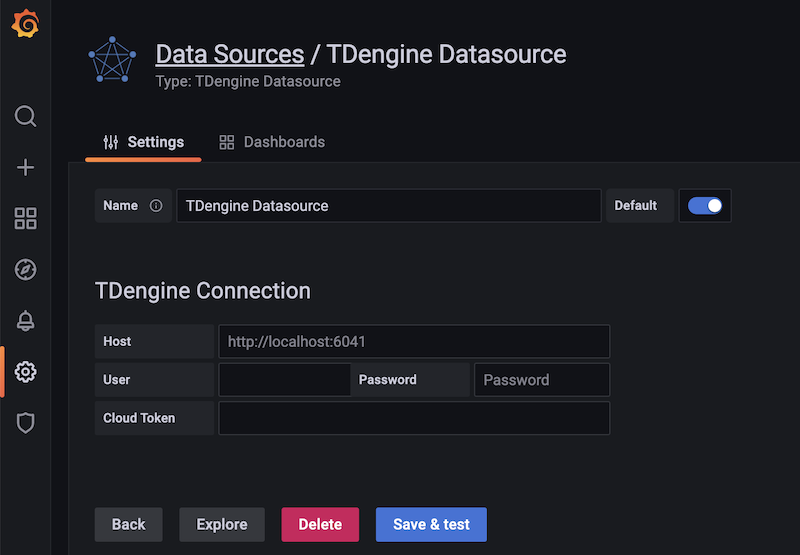 Data Sources / TDengine Datasource
Type: TDengine Datasource
Settings Dashboards
Name TDengine Datasource Default
TDengine Connection
Host http://localhost:6041
User Password Password
Cloud Token
Back Explore Delete Save & test